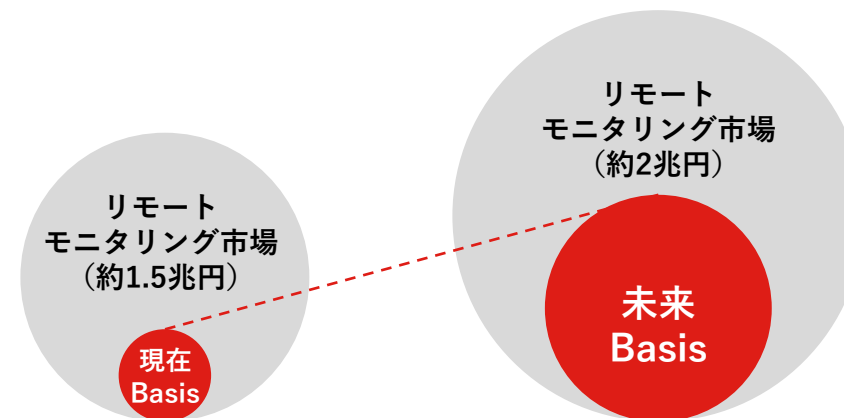 リモート
モニタリング市場
（約1.5兆円）
現在
Basis
リモート
モニタリング市場
（約2兆円）
未来
Basis